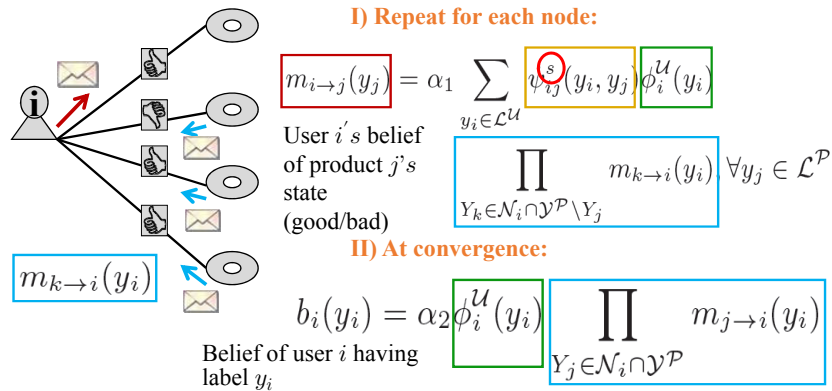 I) Repeat for each node:
i
m_{i→j}(y_j) = α_1 ∑_{y_i∈ℒ^𝒰} ψ^s_{ij}(y_i, y_j) ϕ^𝒰_i(y_i)
User i's belief
of product j's
state
(good/bad)
∏_{Y_k∈𝒩_i∩𝒴^𝒫\Y_j} m_{k→i}(y_i), ∀y_j ∈ ℒ^𝒫
II) At convergence:
m_{k→i}(y_i)
b_i(y_i) = α_2 ϕ^𝒰_i(y_i) ∏_{Y_j∈𝒩_i∩𝒴^𝒫} m_{j→i}(y_i)
Belief of user i having
label y_i